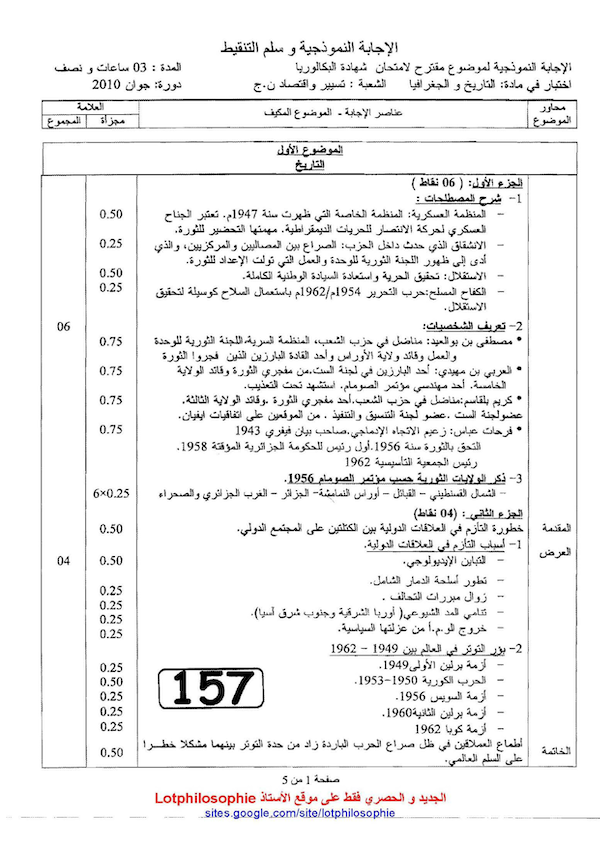 الإجابة النموذجية و سلم التنقيط
الإجابة النموذجية لموضوع مقترح لامتحان شهادة البكالوريا المدة : 03 ساعات و نصف
اختبار في مادة: التاريخ و الجغرافيا الشعبة : تسيير واقتصاد ن.ج دورة: جوان 2010
محاور الموضوع عناصر الإجابة - الموضوع المكيف العلامة
مجزأة المجموع
الموضوع الأول
التاريخ
الجزء الأول: ( 06 نقاط )
1- شرح المصطلحات :
- المنظمة العسكرية: المنظمة الخاصة التي ظهرت سنة 1947م. تعتبر الجناح 0.50
العسكري لحركة الانتصار للحريات الديمقراطية. مهمتها التحضير للثورة.
- الانشقاق الذي حدث داخل الحزب: الصراع بين المصاليين والمركزيين، والذي 0.25
أدى إلى ظهور اللجنة الثورية للوحدة والعمل التي تولت الإعداد للثورة.
- الاستقلال: تحقيق الحرية واستعادة السيادة الوطنية الكاملة. 0.50
- الكفاح المسلح:حرب التحرير 1954م/1962م باستعمال السلاح كوسيلة لتحقيق 0.25
الاستقلال.
2- تعريف الشخصيات: 06
• مصطفى بن بوالعيد: مناضل في حزب الشعب، المنظمة السرية،اللجنة الثورية للوحدة 0.75
والعمل وقائد ولاية الأوراس وأحد القادة البارزين الذين فجروا الثورة
• العربي بن مهيدي: أحد البارزين في لجنة الست.من مفجري الثورة وقائد الولاية 0.75
الخامسة. أحد مهندسي مؤتمر الصومام. استشهد تحت التعذيب.
• كريم بلقاسم:مناضل في حزب الشعب.أحد مفجري الثورة .وقائد الولاية الثالثة. 0.75
عضولجنة الست .عضو لجنة التنسيق والتنفيذ . من الموقعين على اتفاقيات ايفيان.
• فرحات عباس: زعيم الاتجاه الإدماجي.صاحب بيان فيفري 1943 0.75
التحق بالثورة سنة 1956.أول رئيس للحكومة الجزائرية المؤقتة 1958.
رئيس الجمعية التأسيسية 1962
3- ذكر الولايات الثورية حسب مؤتمر الصومام 1956.
- الشمال القسنطيني - القبائل - أوراس النمامشة- الجزائر - الغرب الجزائري والصحراء 6×0.25
الجزء الثاني : (04 نقاط)
المقدمة خطورة التأزم في العلاقات الدولية بين الكتلتين على المجتمع الدولي. 0.50
العرض 1- أسباب التأزم في العلاقات الدولية.
- التباين الإيديولوجي. 0.50 04
- تطور أسلحة الدمار الشامل. 0.25
- زوال مبررات التحالف . 0.25
- تنامي المد الشيوعي( أوربا الشرقية وجنوب شرق آسيا). 0.25
- خروج الو.م.أ من عزلتها السياسية. 0.25
2- بؤر التوتر في العالم بين 1949 - 1962
- أزمة برلين الأولى1949. 0.25
- الحرب الكورية 1950-1953. 0.50
- أزمة السويس 1956. 0.25
- أزمة برلين الثانية1960. 0.25
- أزمة كوبا 1962 0.25
157
الخاتمة أطماع العملاقين في ظل صراع الحرب الباردة زاد من حدة التوتر بينهما مشكلا خطـرا 0.50
على السلم العالمي.
صفحة 1 من 5
الجديد و الحصري فقط على موقع الأستاذ Lotphilosophie
sites.google.com/site/lotphilosophie